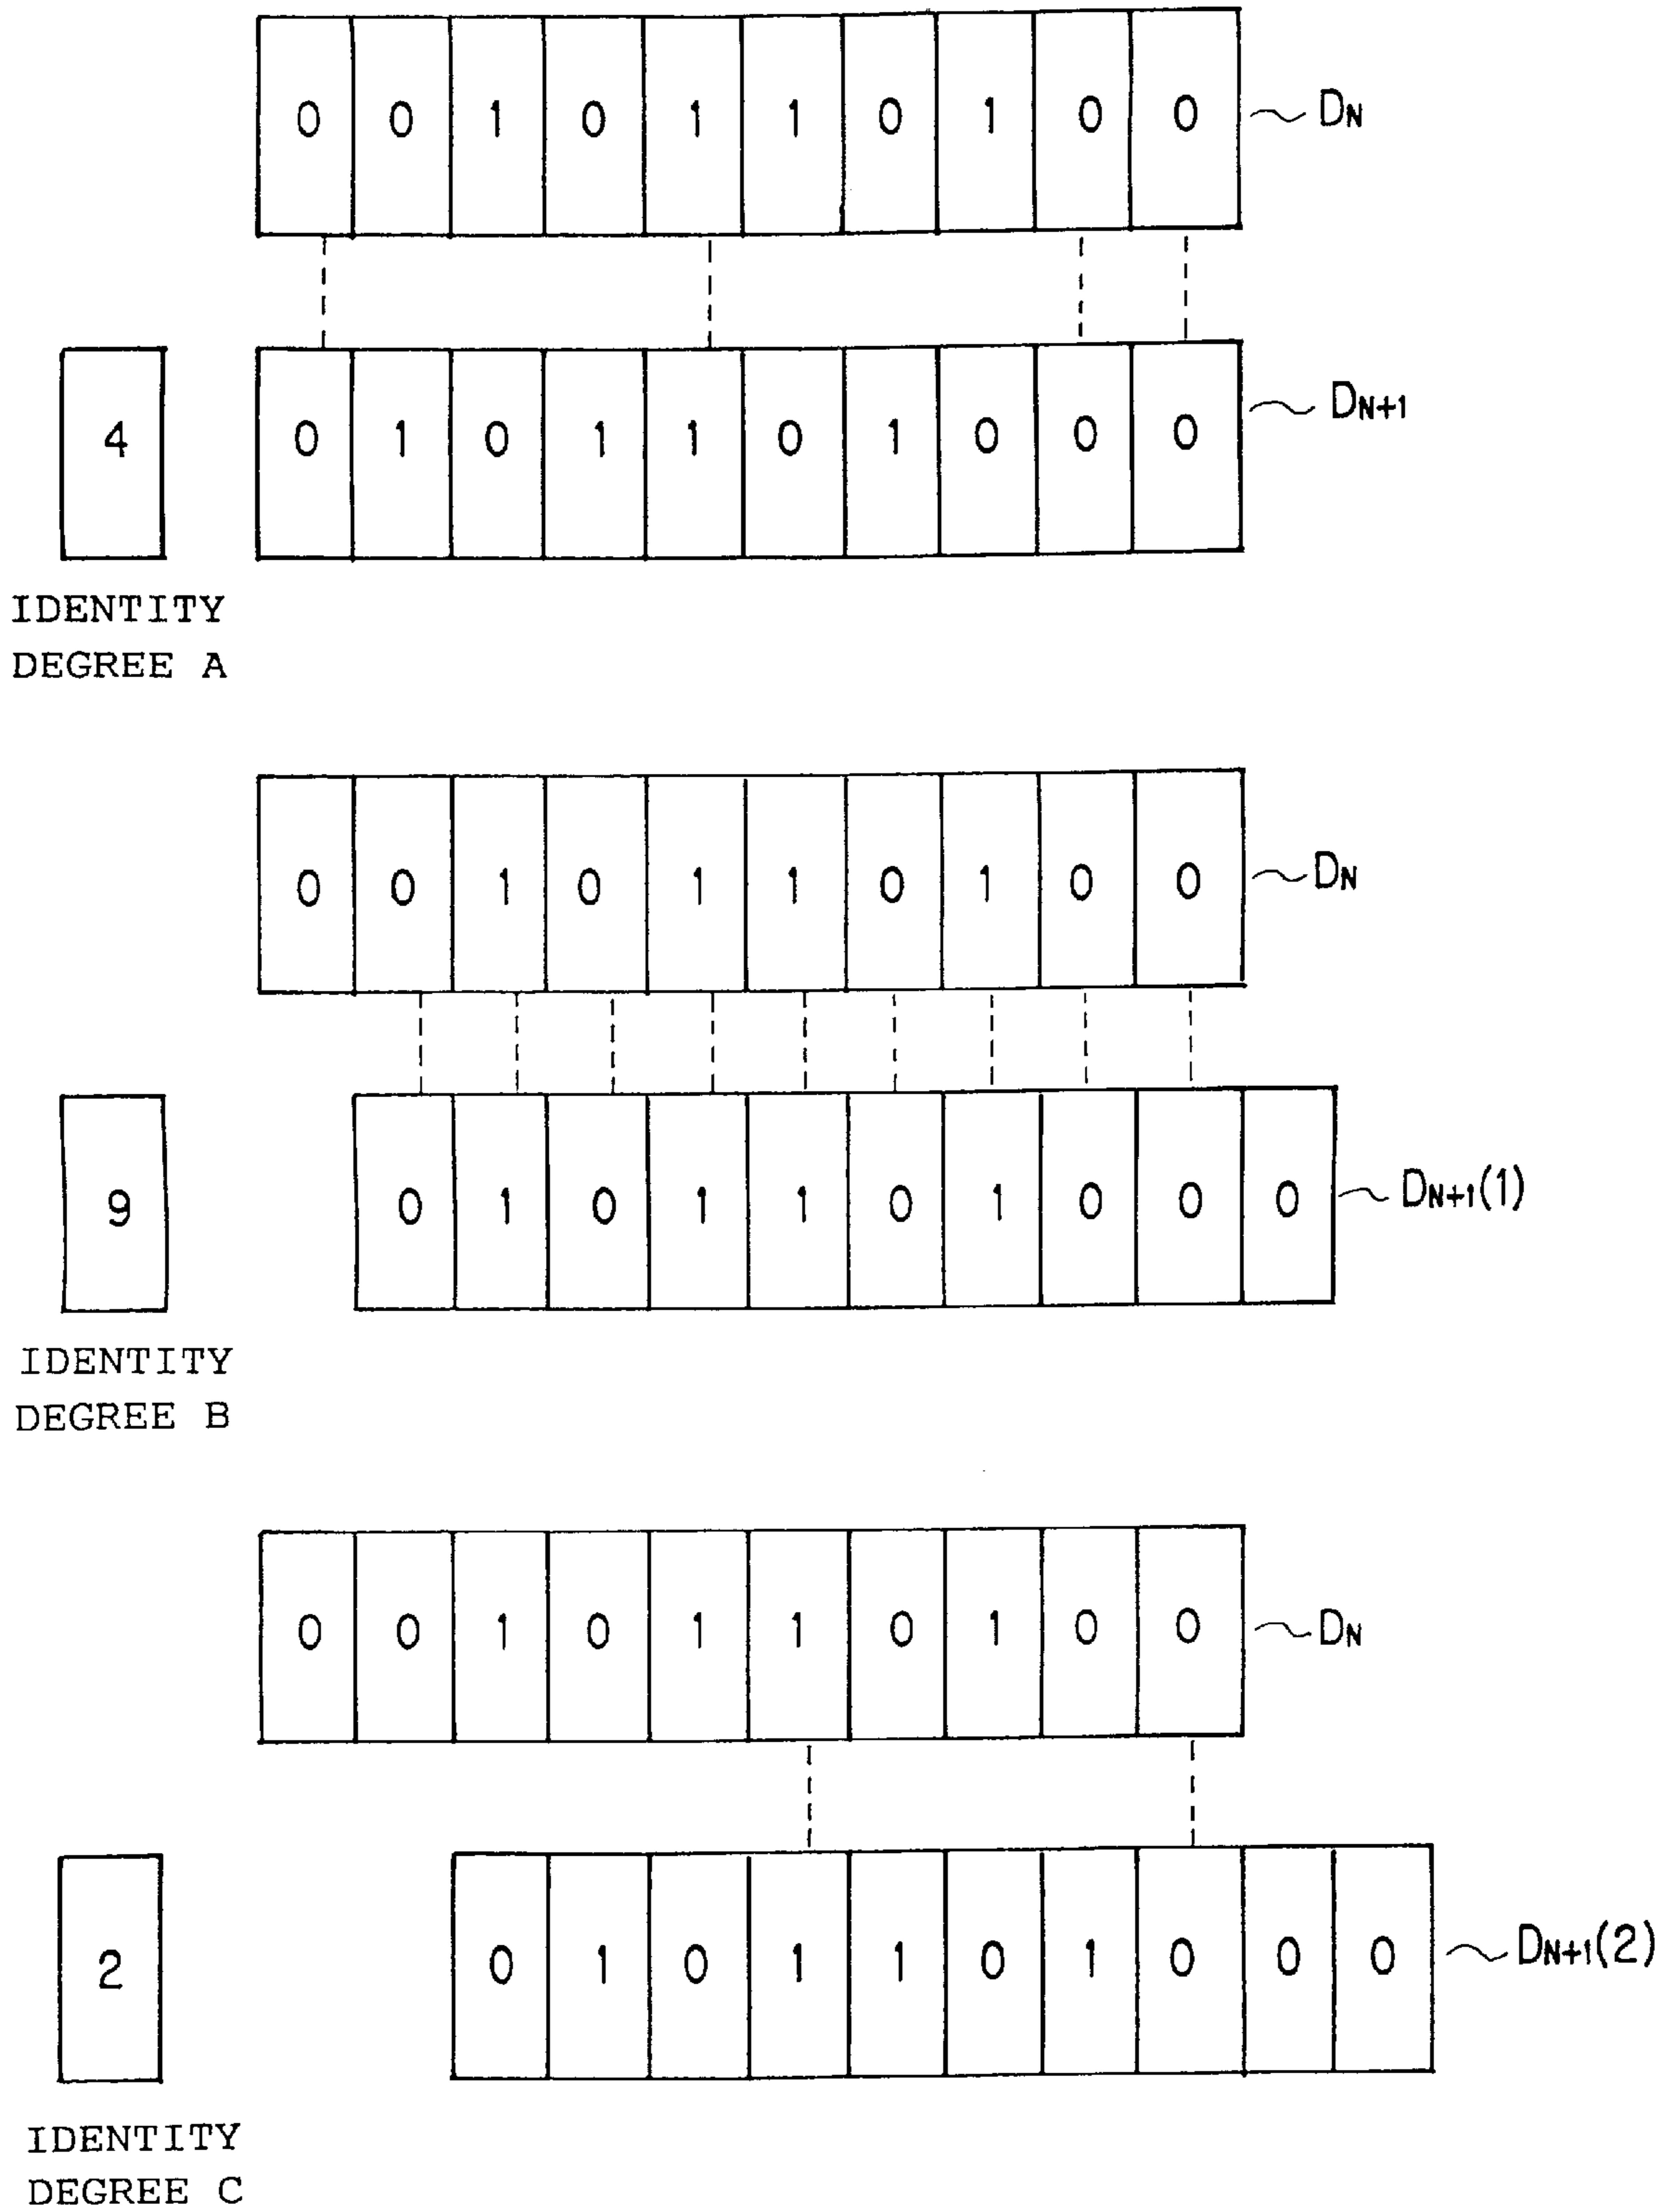 0 0 1 0 1 1 0 1 0 0 DN
4 0 1 0 1 1 0 1 0 0 0 DN+1
IDENTITY
DEGREE A
0 0 1 0 1 1 0 1 0 0 DN
9 0 1 0 1 1 0 1 0 0 0 DN+1(1)
IDENTITY
DEGREE B
0 0 1 0 1 1 0 1 0 0 DN
2 0 1 0 1 1 0 1 0 0 0 DN+1(2)
IDENTITY
DEGREE C